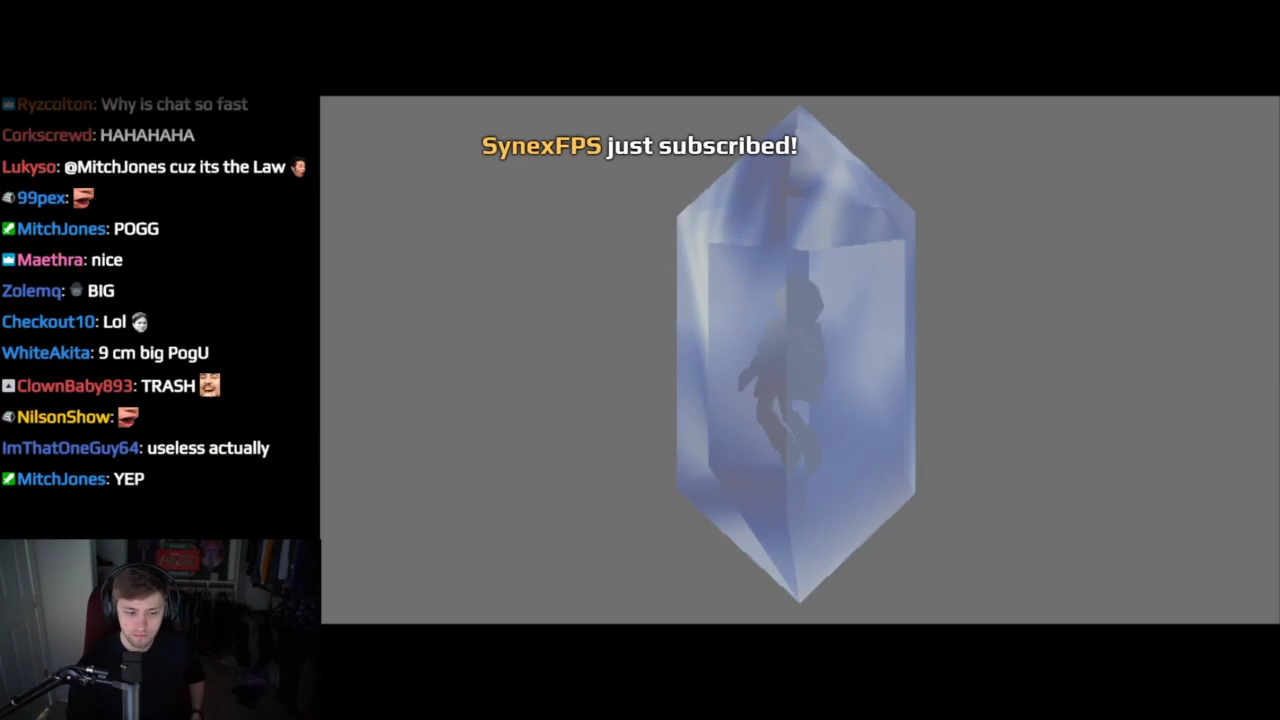 Ryzcolton: Why is chat so fast
Corkscrewd: HAHAHAHA
Lukyso: @MitchJones cuz its the Law
99pex:
MitchJones: POGG
Maethra: nice
Zolemq: BIG
Checkout10: Lol
WhiteAkita: 9 cm big PogU
ClownBaby893: TRASH
NilsonShow:
ImThatOneGuy64: useless actually
MitchJones: YEP
SynexFPS just subscribed!